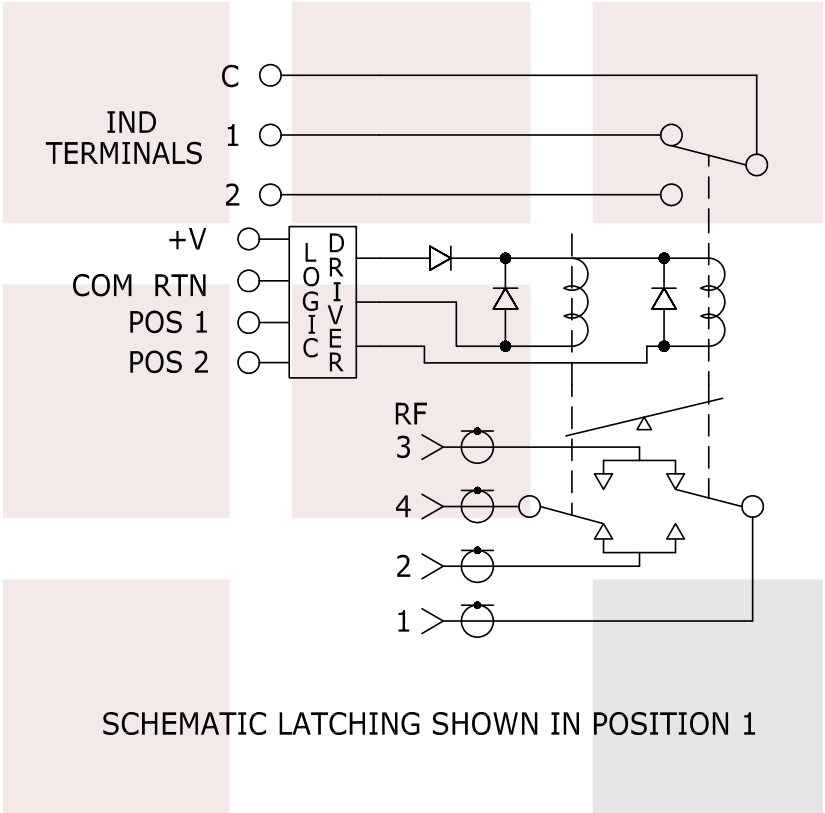 C
IND
TERMINALS
1
2
+V
COM RTN
POS 1
POS 2
LOGIC
DRIVER
RF
3
4
2
1
SCHEMATIC LATCHING SHOWN IN POSITION 1